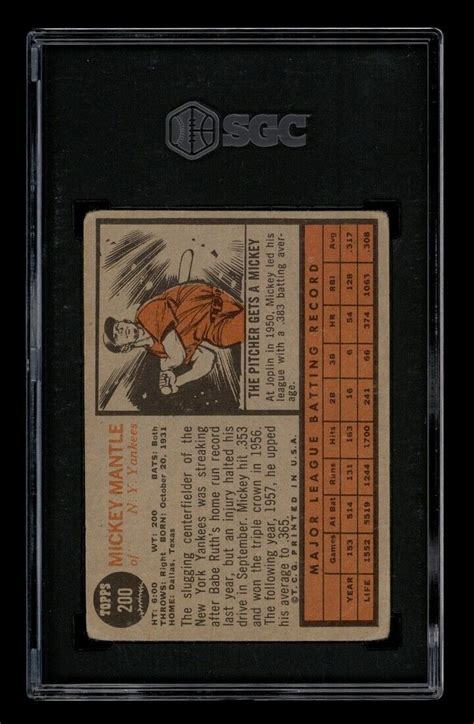 SGC
TOPPS
200
MICKEY MANTLE
of N. Y. Yankees
HT: 6:00 WT: 200 BATS: Both
THROWS: Right BORN: October 20, 1931
HOME: Dallas, Texas
The slugging centerfielder of the
New York Yankees was streaking
after Babe Ruth's home run record
last year, but an injury halted his
drive in September. Mickey hit .353
and won the triple crown in 1956.
The following year, 1957, he upped
his average to .365.
©T.C.G. PRINTED IN U.S.A.
THE PITCHER GETS A MICKEY
At Joplin in 1950, Mickey led his
league with a .383 batting aver-
age.
MAJOR LEAGUE BATTING RECORD
Games At Bat Runs Hits 2B 3B HR RBI Avg
YEAR 153 514 131 163 16 6 54 128 .317
LIFE 1552 5519 1244 1700 241 66 374 1063 .308